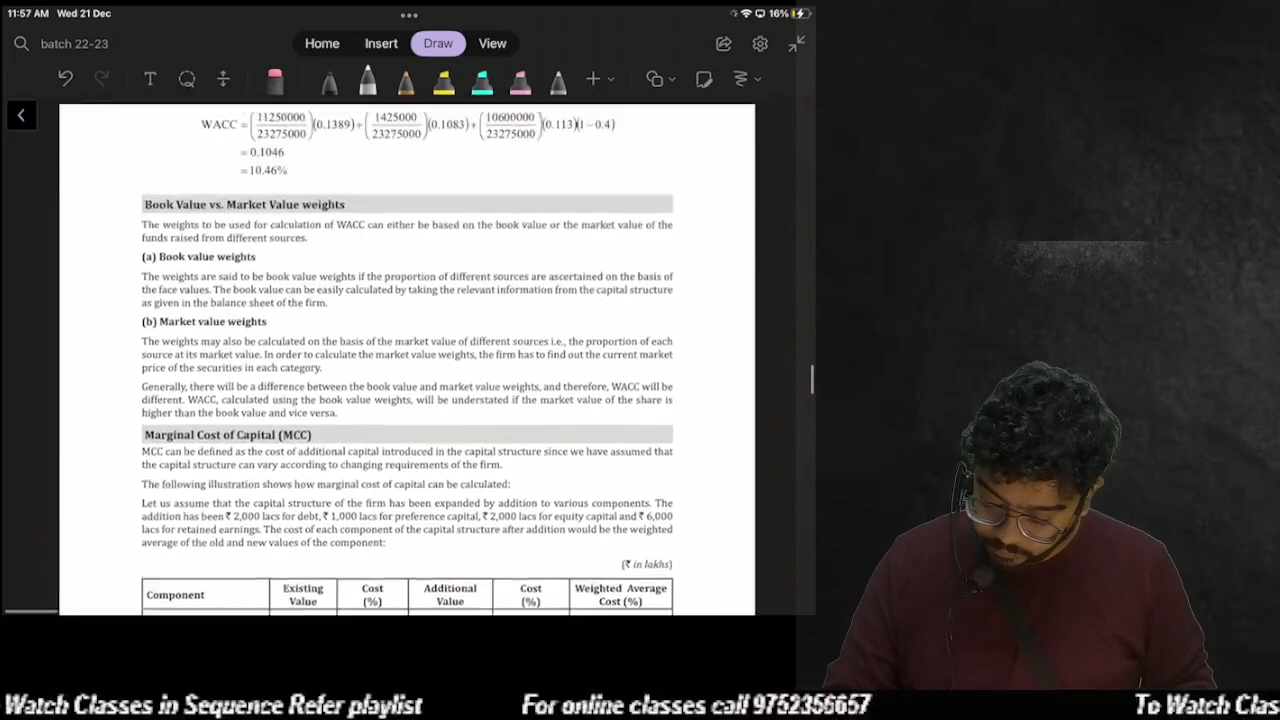 11:57 AM Wed 21 Dec
16%
batch 22-23
Home Insert Draw View
WACC = (11250000/23275000)(0.1389)+(1425000/23275000)(0.1083)+(10600000/23275000)(0.113)(1−0.4)
= 0.1046
= 10.46%
Book Value vs. Market Value weights
The weights to be used for calculation of WACC can either be based on the book value or the market value of the
funds raised from different sources.
(a) Book value weights
The weights are said to be book value weights if the proportion of different sources are ascertained on the basis of
the face values. The book value can be easily calculated by taking the relevant information from the capital structure
as given in the balance sheet of the firm.
(b) Market value weights
The weights may also be calculated on the basis of the market value of different sources i.e., the proportion of each
source at its market value. In order to calculate the market value weights, the firm has to find out the current market
price of the securities in each category.
Generally, there will be a difference between the book value and market value weights, and therefore, WACC will be
different. WACC, calculated using the book value weights, will be understated if the market value of the share is
higher than the book value and vice versa.
Marginal Cost of Capital (MCC)
MCC can be defined as the cost of additional capital introduced in the capital structure since we have assumed that
the capital structure can vary according to changing requirements of the firm.
The following illustration shows how marginal cost of capital can be calculated:
Let us assume that the capital structure of the firm has been expanded by addition to various components. The
addition has been ₹ 2,000 lacs for debt, ₹ 1,000 lacs for preference capital, ₹ 2,000 lacs for equity capital and ₹ 6,000
lacs for retained earnings. The cost of each component of the capital structure after addition would be the weighted
average of the old and new values of the component:
(₹ in lakhs)
Component Existing Value Cost (%) Additional Value Cost (%) Weighted Average Cost (%)
Watch Classes in Sequence Refer playlist For online classes call 9752356657 To Watch Clas